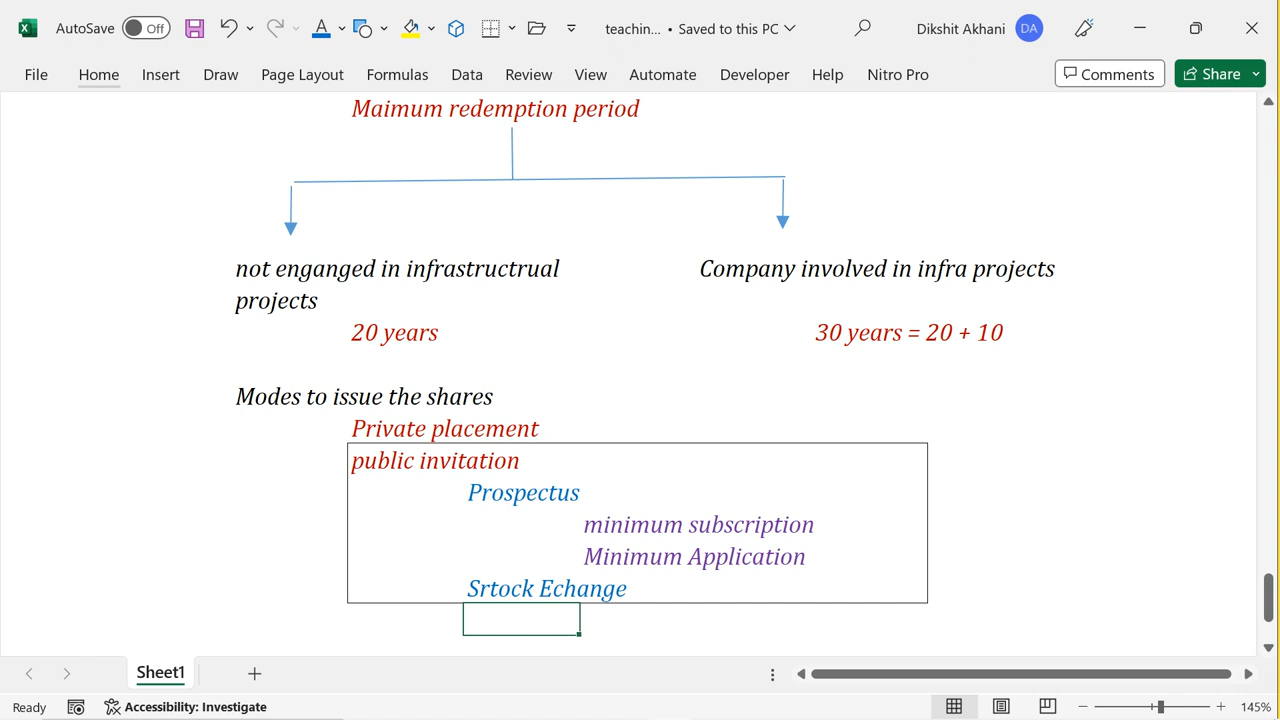 AutoSave Off teachin... • Saved to this PC Dikshit Akhani DA
File Home Insert Draw Page Layout Formulas Data Review View Automate Developer Help Nitro Pro Comments Share
Maimum redemption period
not enganged in infrastructrual Company involved in infra projects
projects
20 years 30 years = 20 + 10
Modes to issue the shares
Private placement
public invitation
Prospectus
minimum subscription
Minimum Application
Srtock Echange
Sheet1
Ready Accessibility: Investigate 145%